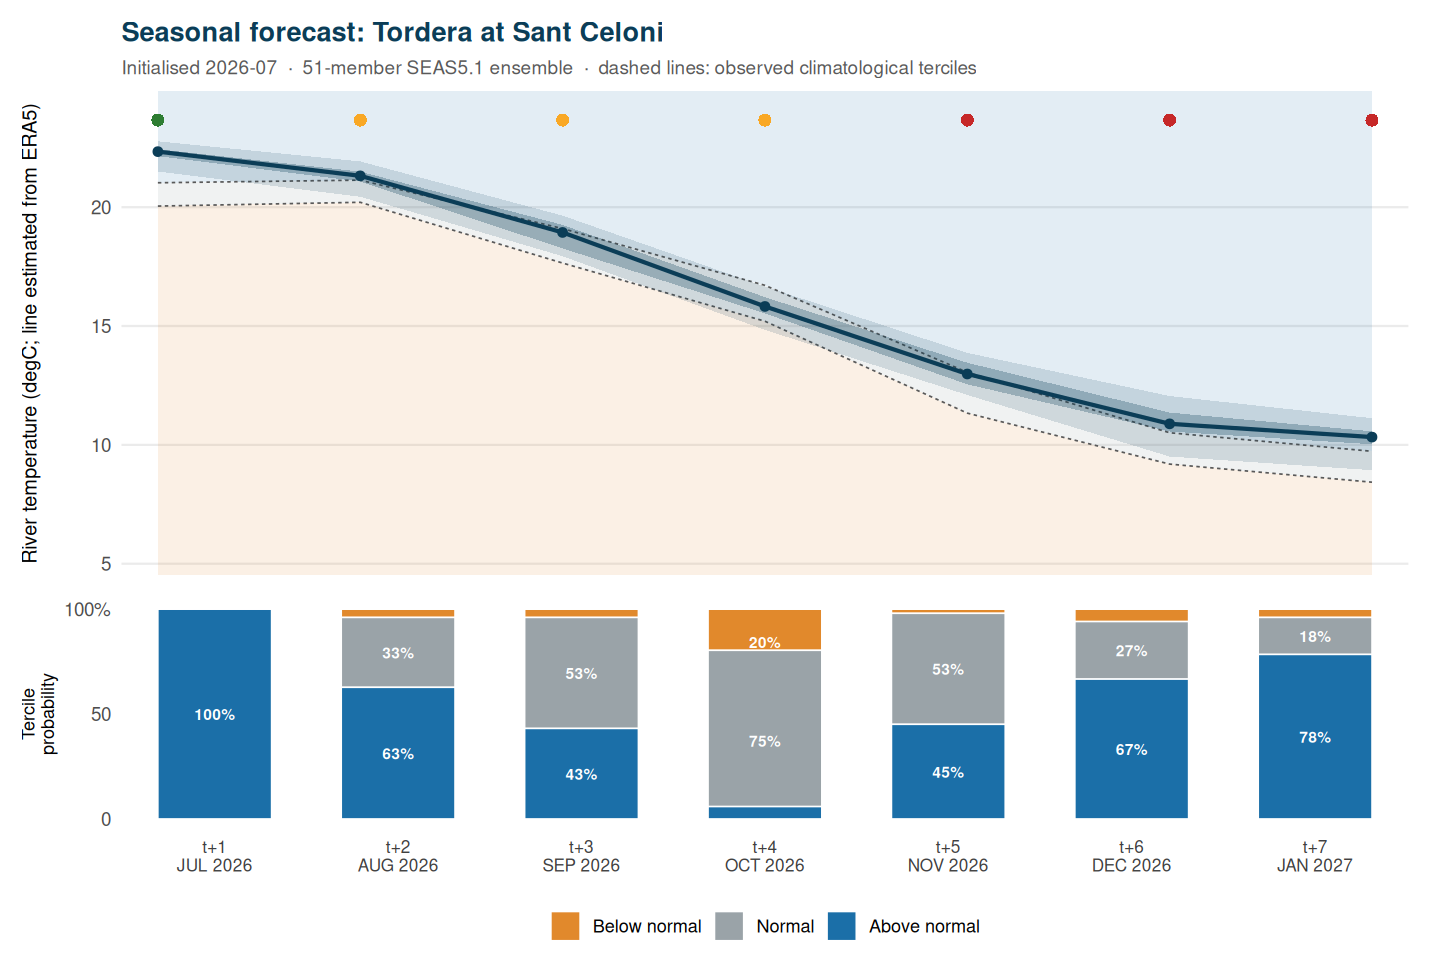 Seasonal forecast: Tordera at Sant Celoni
Initialised 2026-07 · 51-member SEAS5.1 ensemble · dashed lines: observed climatological terciles
River temperature (degC; line estimated from ERA5)
20
15
10
5
Tercile
probability
100%
50
0
100%
33%
63%
53%
43%
20%
75%
53%
45%
27%
67%
18%
78%
t+1
JUL 2026
t+2
AUG 2026
t+3
SEP 2026
t+4
OCT 2026
t+5
NOV 2026
t+6
DEC 2026
t+7
JAN 2027
Below normal
Normal
Above normal